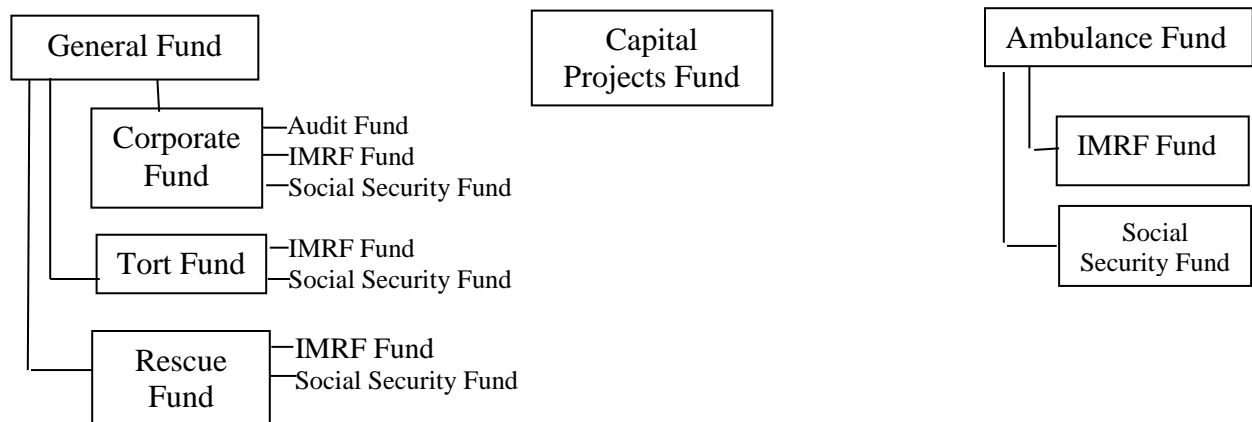 General Fund
Corporate
Fund
Audit Fund
IMRF Fund
Social Security Fund
Tort Fund
IMRF Fund
Social Security Fund
Rescue
Fund
IMRF Fund
Social Security Fund
Capital
Projects Fund
Ambulance Fund
IMRF Fund
Social
Security Fund